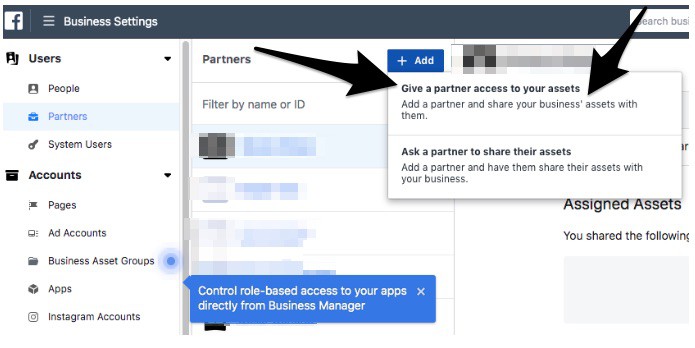 f
Business Settings
Search busi
Users
People
Partners
System Users
Accounts
Pages
Ad Accounts
Business Asset Groups
Apps
Instagram Accounts
Partners
+ Add
Filter by name or ID
Give a partner access to your assets
Add a partner and share your business' assets with
them.
Ask a partner to share their assets
Add a partner and have them share their assets with
your business.
Assigned Assets
You shared the following
Control role-based access to your apps
directly from Business Manager